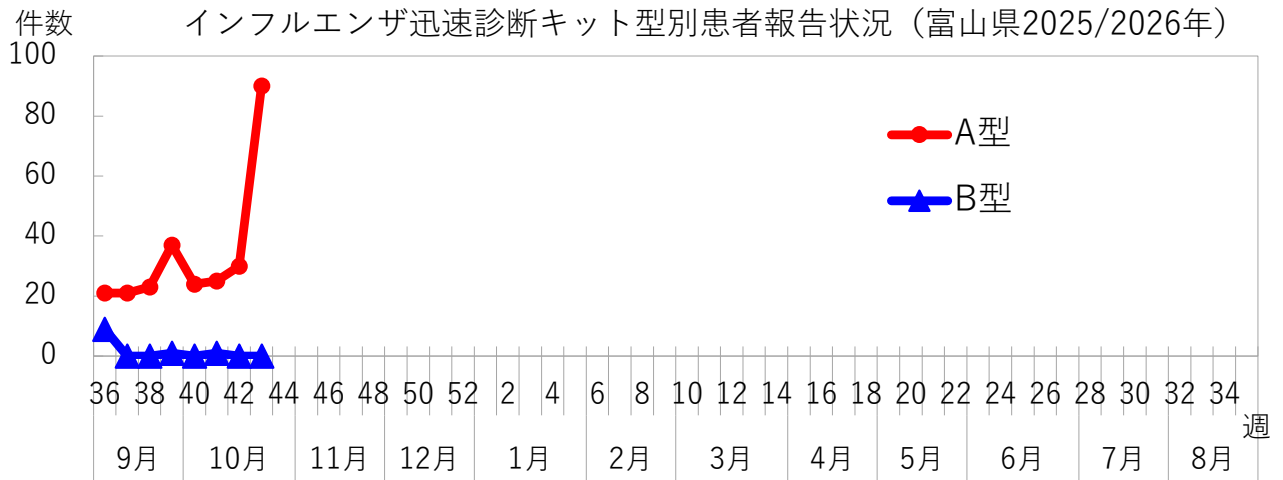 件数
インフルエンザ迅速診断キット型別患者報告状況（富山県2025/2026年）
100
80
60
40
20
0
A型
B型
36 38 40 42 44 46 48 50 52 2 4 6 8 10 12 14 16 18 20 22 24 26 28 30 32 34
週
9月 10月 11月 12月 1月 2月 3月 4月 5月 6月 7月 8月